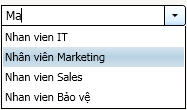 Ma
Nhan vien IT
Nhân viên Marketing
Nhan vien Sales
Nhan vien Bảo vệ